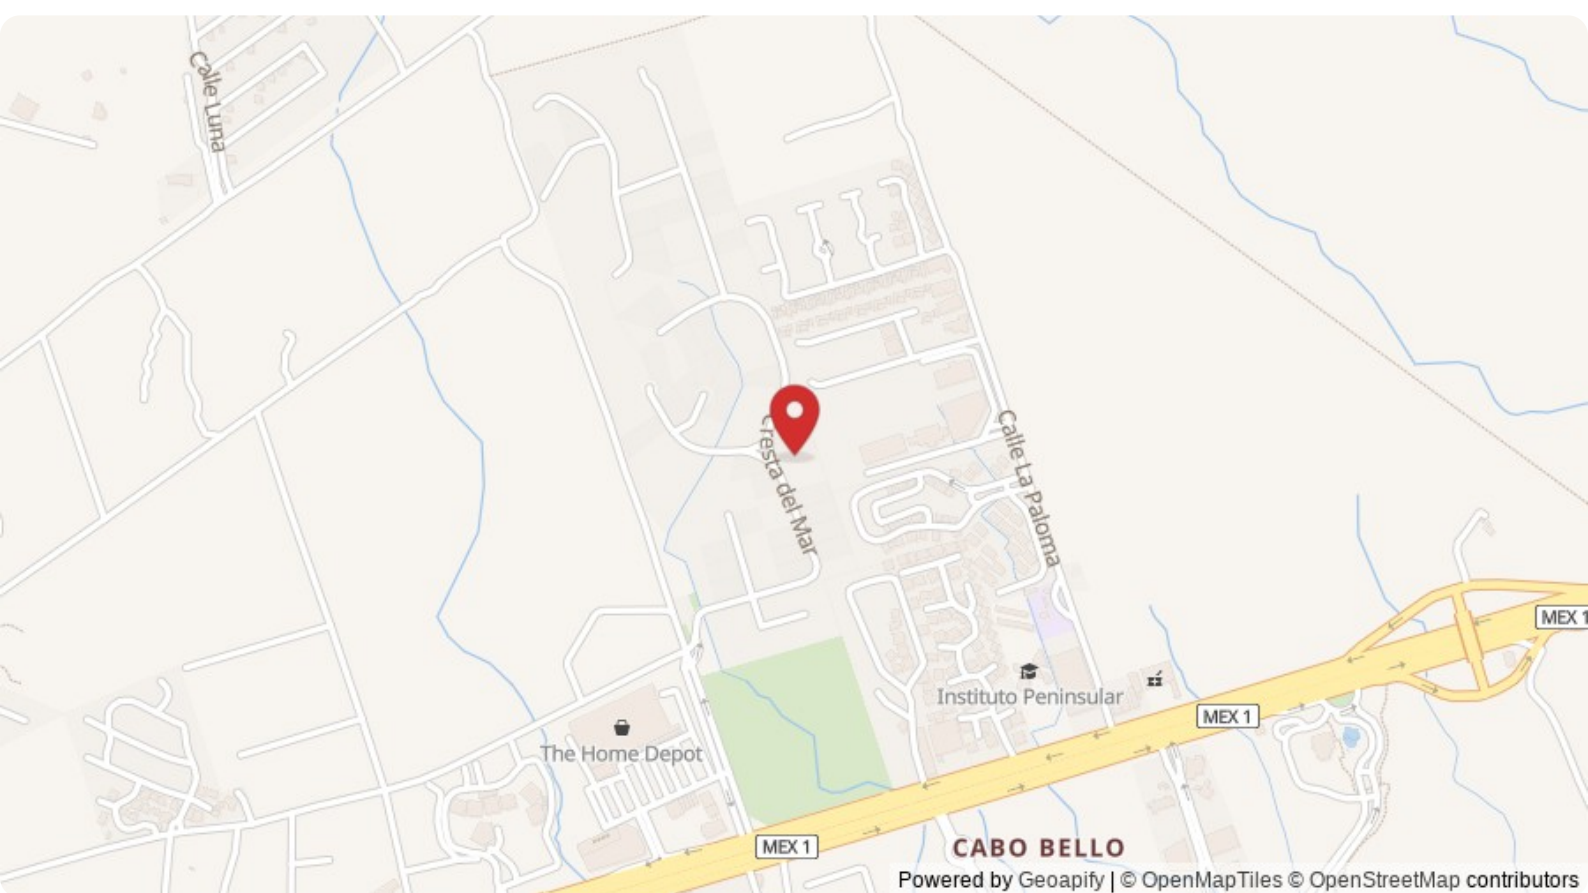 Calle Luna
Cresta del Mar
Calle La Paloma
MEX 1
Instituto Peninsular
MEX 1
The Home Depot
MEX 1
CABO BELLO
Powered by Geoapify | © OpenMapTiles © OpenStreetMap contributors